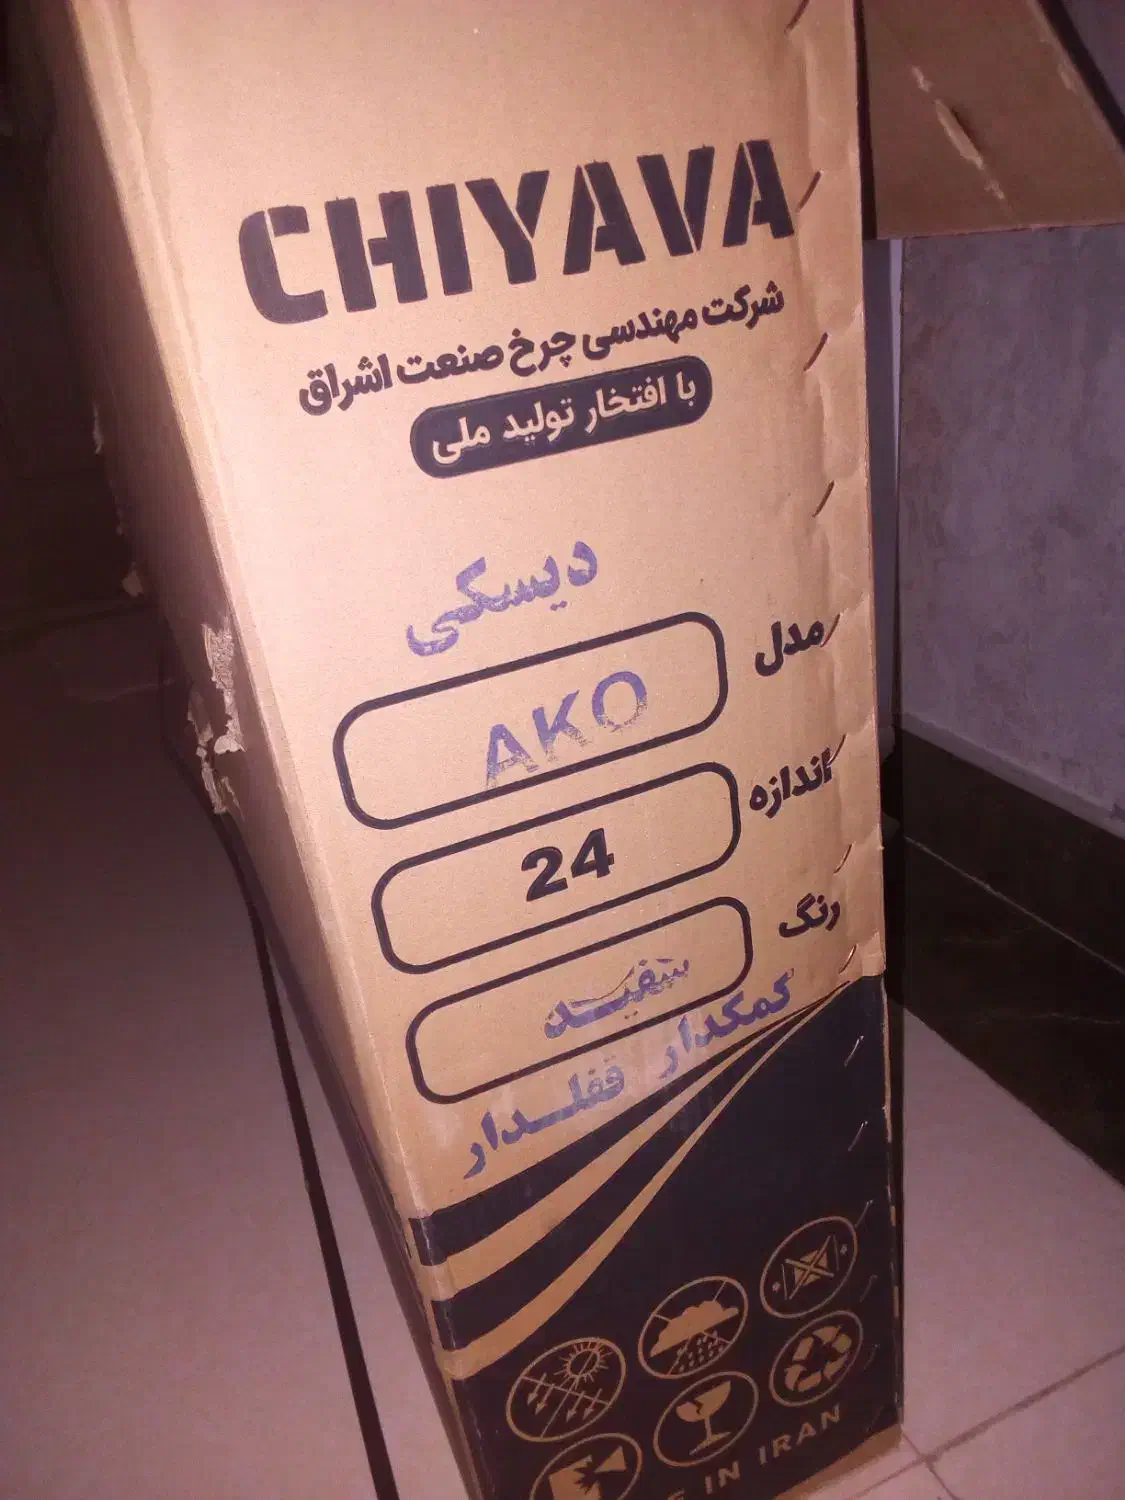 CHIYAVA
شرکت مهندسی چرخ صنعت اشراق
با افتخار تولید ملی
دیسکی
مدل AKO
اندازه 24
رنگ سفید
کمکدار قفلدار
IN IRAN